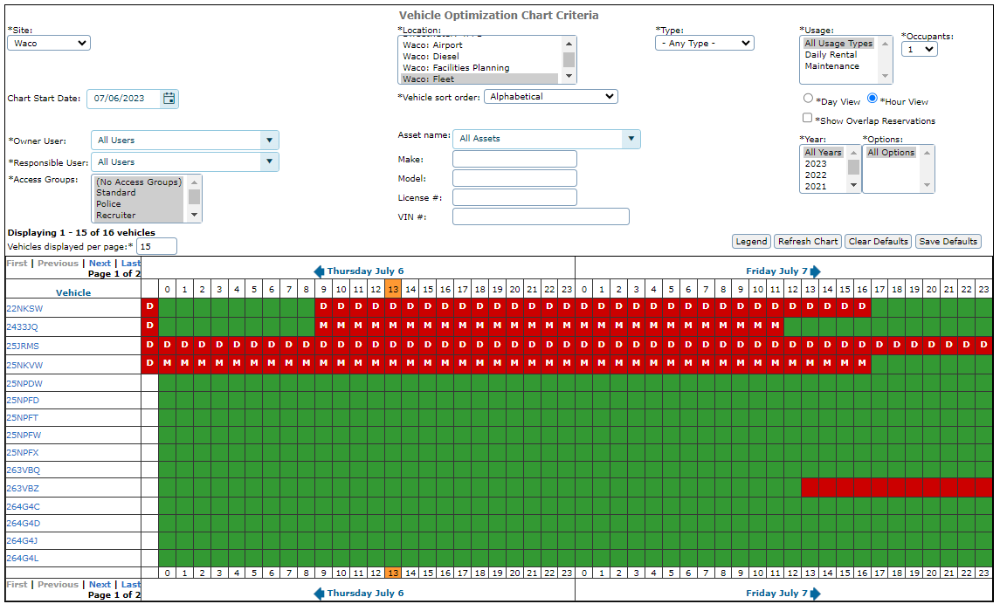 Vehicle Optimization Chart Criteria
*Site:
Waco
*Location:
Waco: Airport
Waco: Diesel
Waco: Facilities Planning
Waco: Fleet
*Type:
- Any Type -
*Usage:
All Usage Types
Daily Rental
Maintenance
*Occupants:
1
Chart Start Date: 07/06/2023
*Vehicle sort order: Alphabetical
*Day View *Hour View
*Show Overlap Reservations
*Owner User: All Users
*Responsible User: All Users
*Access Groups:
(No Access Groups)
Standard
Police
Recruiter
Asset name: All Assets
Make:
Model:
License #:
VIN #:
*Year:
All Years
2023
2022
2021
*Options:
All Options
Displaying 1 - 15 of 16 vehicles
Vehicles displayed per page:* 15
Legend Refresh Chart Clear Defaults Save Defaults
First | Previous | Next | Last
Page 1 of 2
Thursday July 6 Friday July 7
Vehicle 0 1 2 3 4 5 6 7 8 9 10 11 12 13 14 15 16 17 18 19 20 21 22 23 0 1 2 3 4 5 6 7 8 9 10 11 12 13 14 15 16 17 18 19 20 21 22 23
22NKSW D D D D D D D D D D D D D D D D D D D D D D D D D D D D D D D D D
2433JQ D M M M M M M M M M M M M M M M M M M M M M M M M M M M
25JRMS D D D D D D D D D D D D D D D D D D D D D D D D D D D D D D D D D D D D D D D D D D D D D D D D D
25NKVW D M M M M M M M M M M M M M M M M M M M M M M M M M M M M M M M M M M M M M M M M M
25NPDW
25NPFD
25NPFT
25NPFW
25NPFX
263VBQ
263VBZ
264G4C
264G4D
264G4J
264G4L
0 1 2 3 4 5 6 7 8 9 10 11 12 13 14 15 16 17 18 19 20 21 22 23 0 1 2 3 4 5 6 7 8 9 10 11 12 13 14 15 16 17 18 19 20 21 22 23
First | Previous | Next | Last
Page 1 of 2
Thursday July 6 Friday July 7